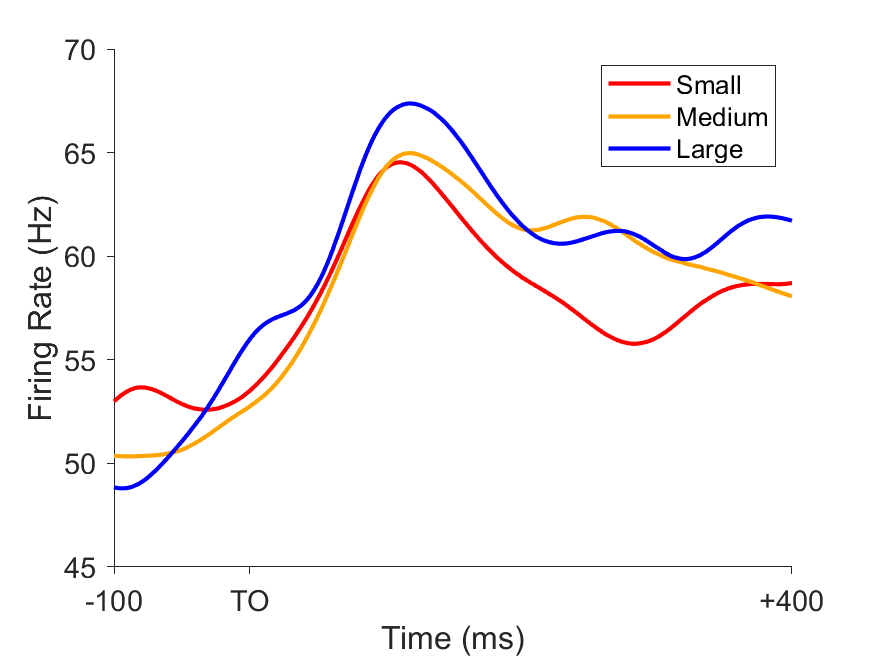 70
65
60
55
50
45
Firing Rate (Hz)
Small
Medium
Large
-100 TO +400
Time (ms)